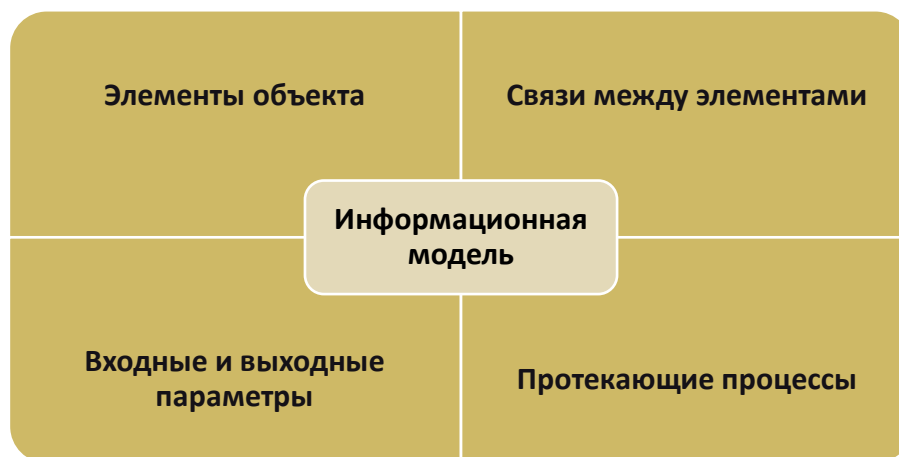 Элементы объекта
Связи между элементами
Информационная
модель
Входные и выходные
параметры
Протекающие процессы